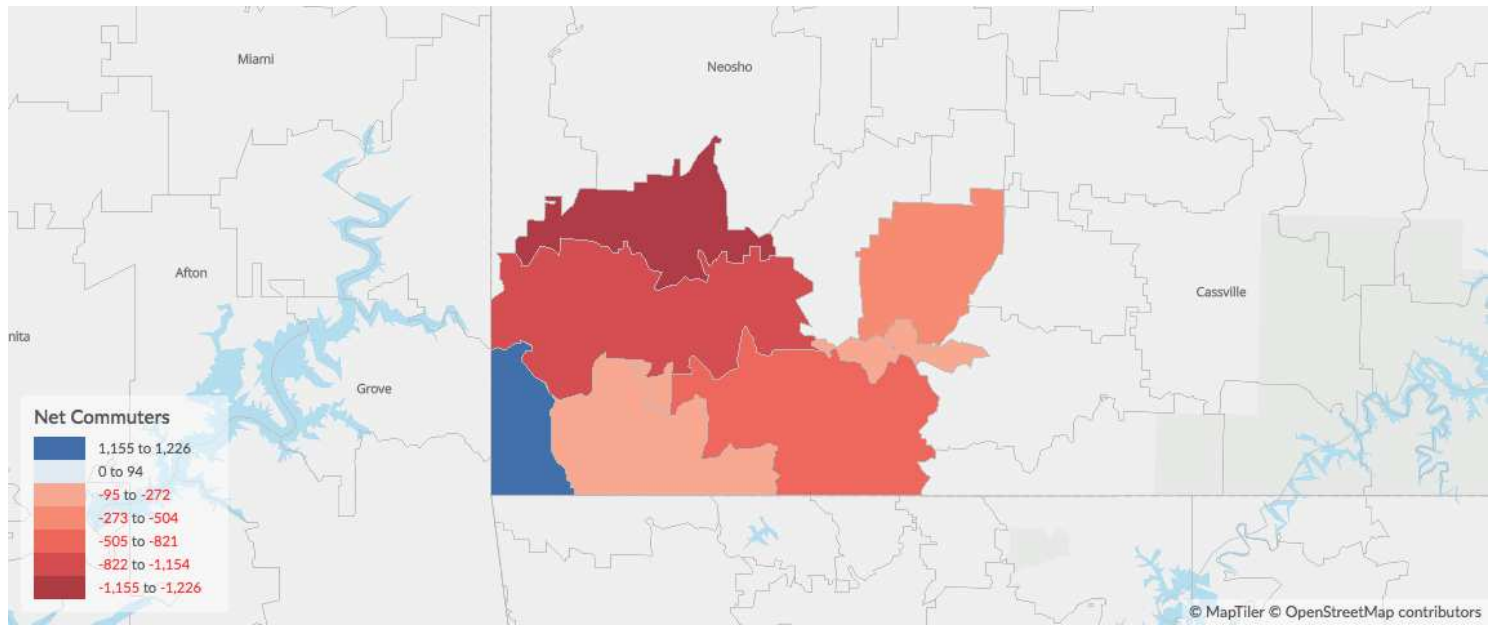 Miami
Neosho
Afton
Cassville
nita
Grove
Net Commuters
1,155 to 1,226
0 to 94
-95 to -272
-273 to -504
-505 to -821
-822 to -1,154
-1,155 to -1,226
© MapTiler © OpenStreetMap contributors